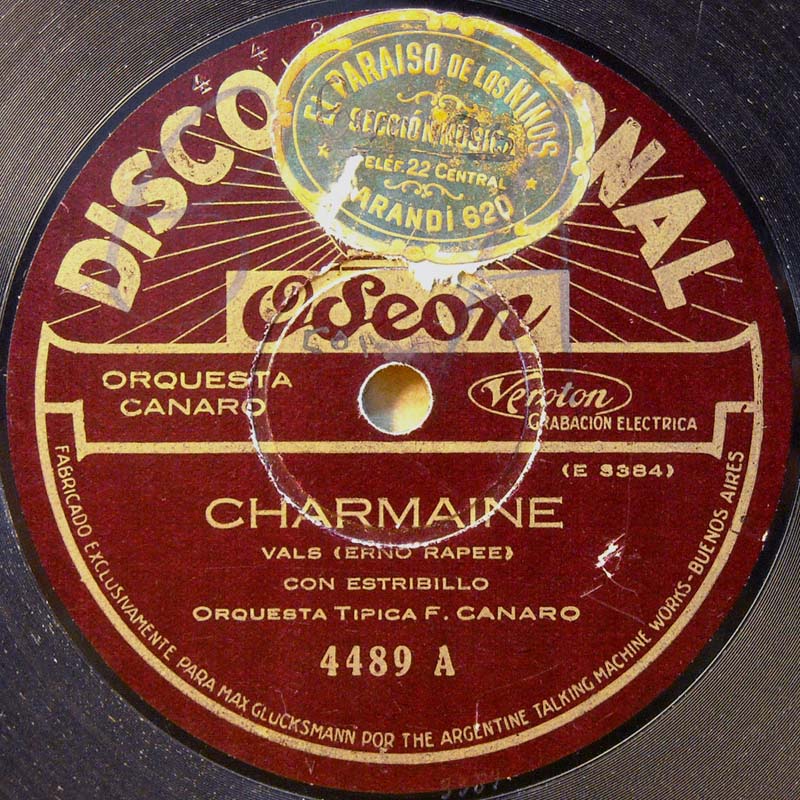 DISCO NAL
EL PARAISO DE LOS NIÑOS
SECCIÓN MÚSICA
TELÉF. 22 CENTRAL
SARANDÍ 620
Odeon
ORQUESTA
CANARO
Veroton
GRABACIÓN ELECTRICA
(E 3384)
CHARMAINE
VALS (ERNO RAPEE)
CON ESTRIBILLO
ORQUESTA TIPICA F. CANARO
4489 A
FABRICADO EXCLUSIVAMENTE PARA MAX GLUCKSMANN POR THE ARGENTINE TALKING MACHINE WORKS-BUENOS AIRES